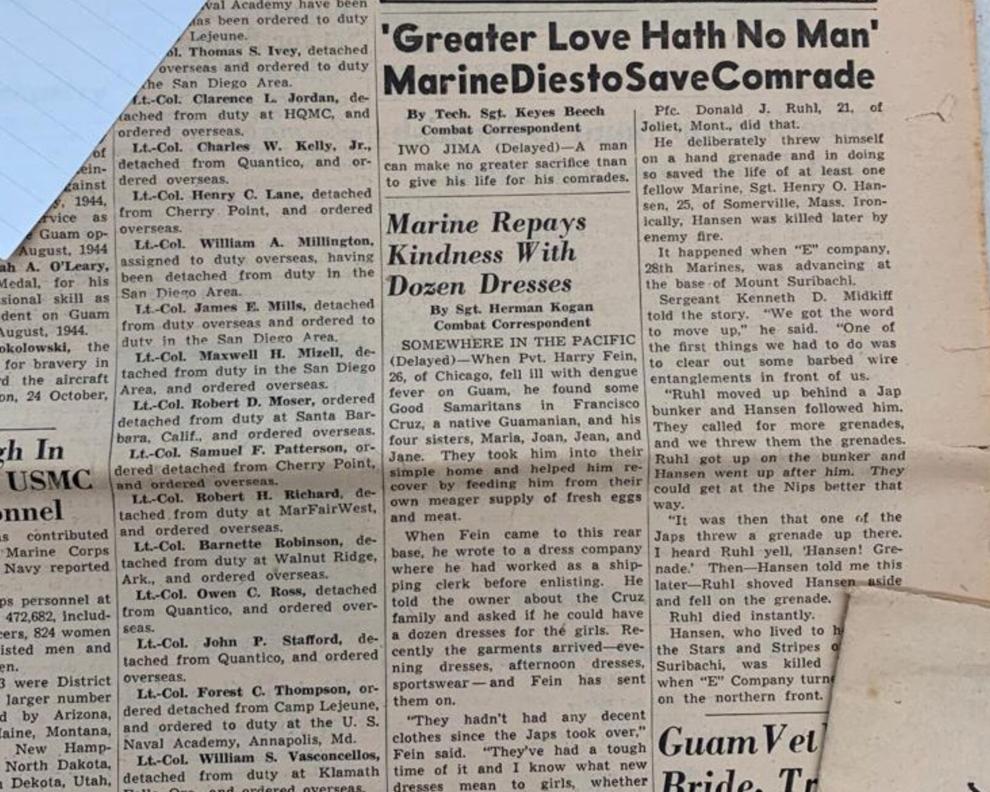 val Academy have been
has been ordered to duty
Lejeune.
Thomas S. Ivey, detached
overseas and ordered to duty
the San Diego Area.
Lt.-Col. Clarence L. Jordan, de-
tached from duty at HQMC, and
ordered overseas.
Lt.-Col. Charles W. Kelly, Jr.,
detached from Quantico, and or-
dered overseas.
Lt.-Col. Henry C. Lane, detached
from Cherry Point, and ordered
overseas.
Lt.-Col. William A. Millington,
assigned to duty overseas, having
been detached from duty in the
San Diego Area.
Lt.-Col. James E. Mills, detached
from duty overseas and ordered to
duty in the San Diego Area.
Lt.-Col. Maxwell H. Mizell, de-
tached from duty in the San Diego
Area, and ordered overseas.
Lt.-Col. Robert D. Moser, ordered
detached from duty at Santa Bar-
bara, Calif., and ordered overseas.
Lt.-Col. Samuel F. Patterson, or-
dered detached from Cherry Point,
and ordered overseas.
Lt.-Col. Robert H. Richard, de-
tached from duty at MarFairWest,
and ordered overseas.
Lt.-Col. Barnette Robinson, de-
tached from duty at Walnut Ridge,
Ark., and ordered overseas.
Lt.-Col. Owen C. Ross, detached
from Quantico, and ordered over-
seas.
Lt.-Col. John P. Stafford, de-
tached from Quantico, and ordered
overseas.
Lt.-Col. Forest C. Thompson, or-
dered detached from Camp Lejeune,
and ordered to duty at the U. S.
Naval Academy, Annapolis, Md.
Lt.-Col. William S. Vasconcellos,
detached from duty at Klamath
and ordered overseas.
of
ein-
gainst
1944,
rvice as
Guam op-
August, 1944
ah A. O'Leary,
Medal, for his
sional skill as
dent on Guam
August, 1944.
okolowski, the
for bravery in
d the aircraft
on, 24 October,
gh In
USMC
onnel
s contributed
Marine Corps
Navy reported
ps personnel at
472,682, includ-
cers, 824 women
listed men and
en.
3 were District
larger number
d by Arizona,
aine, Montana,
New Hamp-
North Dakota,
Dekota, Utah,
'Greater Love Hath No Man'
Marine Dies to Save Comrade
By Tech. Sgt. Keyes Beech
Combat Correspondent
IWO JIMA (Delayed)—A man
can make no greater sacrifice than
to give his life for his comrades.
Pfc. Donald J. Ruhl, 21, of
Joliet, Mont., did that.
He deliberately threw himself
on a hand grenade and in doing
so saved the life of at least one
fellow Marine, Sgt. Henry O. Han-
sen, 25, of Somerville, Mass. Iron-
ically, Hansen was killed later by
enemy fire.
It happened when "E" company,
28th Marines, was advancing at
the base of Mount Suribachi.
Sergeant Kenneth D. Midkiff
told the story. "We got the word
to move up," he said. "One of
the first things we had to do was
to clear out some barbed wire
entanglements in front of us.
"Ruhl moved up behind a Jap
bunker and Hansen followed him.
They called for more grenades,
and we threw them the grenades.
Ruhl got up on the bunker and
Hansen went up after him. They
could get at the Nips better that
way.
"It was then that one of the
Japs threw a grenade up there.
I heard Ruhl yell, 'Hansen! Gre-
nade.' Then—Hansen told me this
later—Ruhl shoved Hansen aside
and fell on the grenade.
Ruhl died instantly.
Hansen, who lived to h
the Stars and Stripes o
Suribachi, was killed
when "E" Company turne
on the northern front.
Marine Repays
Kindness With
Dozen Dresses
By Sgt. Herman Kogan
Combat Correspondent
SOMEWHERE IN THE PACIFIC
(Delayed)—When Pvt. Harry Fein,
26, of Chicago, fell ill with dengue
fever on Guam, he found some
Good Samaritans in Francisco
Cruz, a native Guamanian, and his
four sisters, Maria, Joan, Jean, and
Jane. They took him into their
simple home and helped him re-
cover by feeding him from their
own meager supply of fresh eggs
and meat.
When Fein came to this rear
base, he wrote to a dress company
where he had worked as a ship-
ping clerk before enlisting. He
told the owner about the Cruz
family and asked if he could have
a dozen dresses for the girls. Re-
cently the garments arrived—eve-
ning dresses, afternoon dresses,
sportswear—and Fein has sent
them on.
"They hadn't had any decent
clothes since the Japs took over,"
Fein said. "They've had a tough
time of it and I know what new
dresses mean to girls, whether
Guam Vet
Bride, Tr